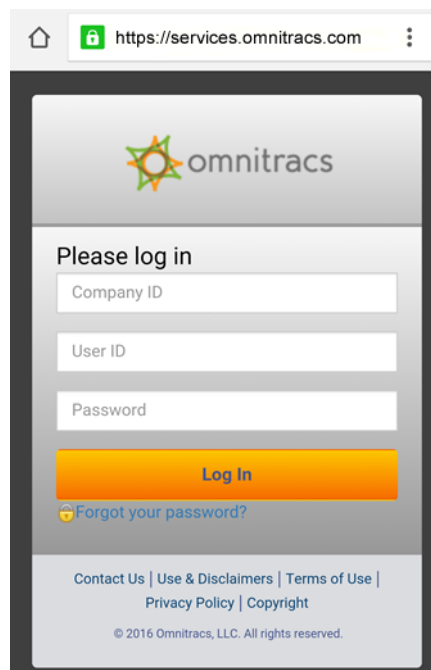 https://services.omnitracs.com
omnitracs
Please log in
Company ID
User ID
Password
Log In
Forgot your password?
Contact Us | Use & Disclaimers | Terms of Use |
Privacy Policy | Copyright
© 2016 Omnitracs, LLC. All rights reserved.